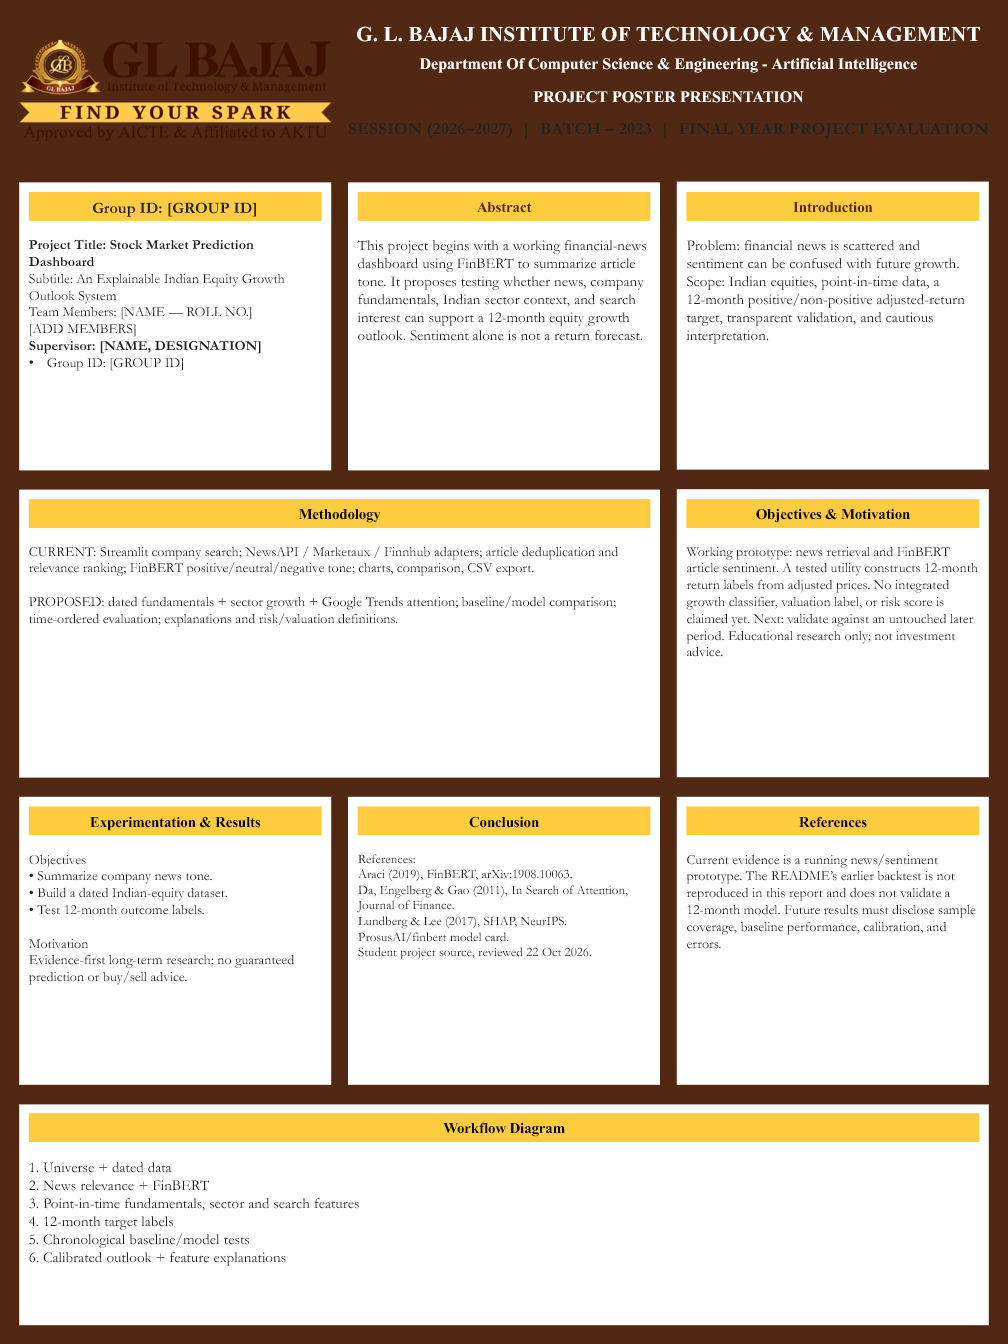 GL BAJAJ
Institute of Technology & Management
GL BAJAJ
FIND YOUR SPARK
Approved by AICTE & Affiliated to AKTU
G. L. BAJAJ INSTITUTE OF TECHNOLOGY & MANAGEMENT
Department Of Computer Science & Engineering - Artificial Intelligence
PROJECT POSTER PRESENTATION
SESSION (2026–2027) | BATCH – 2023 | FINAL YEAR PROJECT EVALUATION
Group ID: [GROUP ID]
Project Title: Stock Market Prediction
Dashboard
Subtitle: An Explainable Indian Equity Growth
Outlook System
Team Members: [NAME — ROLL NO.]
[ADD MEMBERS]
Supervisor: [NAME, DESIGNATION]
• Group ID: [GROUP ID]
Abstract
This project begins with a working financial-news
dashboard using FinBERT to summarize article
tone. It proposes testing whether news, company
fundamentals, Indian sector context, and search
interest can support a 12-month equity growth
outlook. Sentiment alone is not a return forecast.
Introduction
Problem: financial news is scattered and
sentiment can be confused with future growth.
Scope: Indian equities, point-in-time data, a
12-month positive/non-positive adjusted-return
target, transparent validation, and cautious
interpretation.
Methodology
CURRENT: Streamlit company search; NewsAPI / Marketaux / Finnhub adapters; article deduplication and
relevance ranking; FinBERT positive/neutral/negative tone; charts, comparison, CSV export.
PROPOSED: dated fundamentals + sector growth + Google Trends attention; baseline/model comparison;
time-ordered evaluation; explanations and risk/valuation definitions.
Objectives & Motivation
Working prototype: news retrieval and FinBERT
article sentiment. A tested utility constructs 12-month
return labels from adjusted prices. No integrated
growth classifier, valuation label, or risk score is
claimed yet. Next: validate against an untouched later
period. Educational research only; not investment
advice.
Experimentation & Results
Objectives
• Summarize company news tone.
• Build a dated Indian-equity dataset.
• Test 12-month outcome labels.
Motivation
Evidence-first long-term research; no guaranteed
prediction or buy/sell advice.
Conclusion
References:
Araci (2019), FinBERT, arXiv:1908.10063.
Da, Engelberg & Gao (2011), In Search of Attention,
Journal of Finance.
Lundberg & Lee (2017), SHAP, NeurIPS.
ProsusAI/finbert model card.
Student project source, reviewed 22 Oct 2026.
References
Current evidence is a running news/sentiment
prototype. The README’s earlier backtest is not
reproduced in this report and does not validate a
12-month model. Future results must disclose sample
coverage, baseline performance, calibration, and
errors.
Workflow Diagram
1. Universe + dated data
2. News relevance + FinBERT
3. Point-in-time fundamentals, sector and search features
4. 12-month target labels
5. Chronological baseline/model tests
6. Calibrated outlook + feature explanations